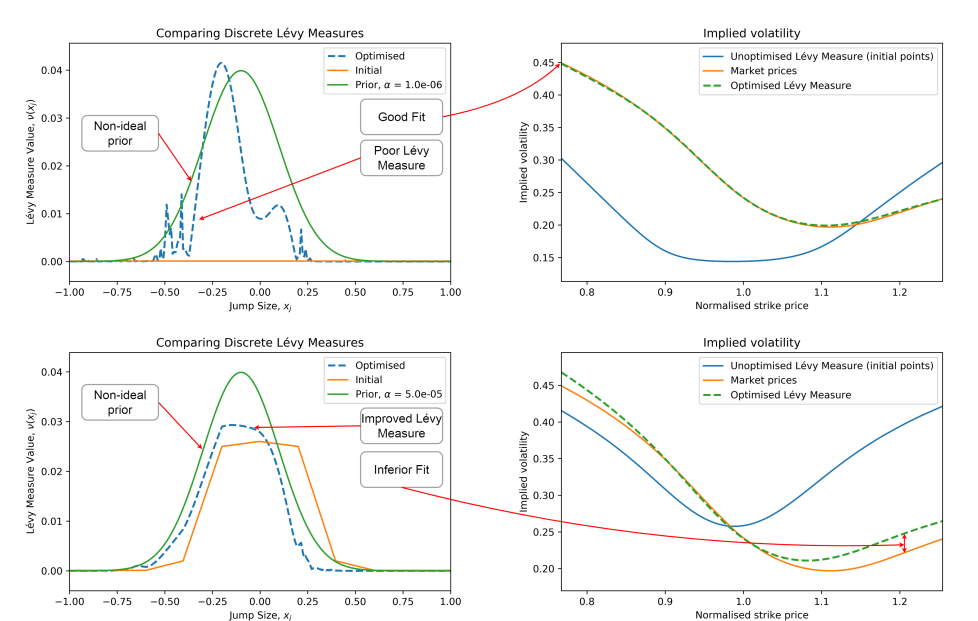 Comparing Discrete Lévy Measures
Lévy Measure Value, ν(xⱼ)
0.04
0.03
0.02
0.01
0.00
Optimised
Initial
Prior, α = 1.0e-06
Non-ideal
prior
Good Fit
Poor Lévy
Measure
−1.00 −0.75 −0.50 −0.25 0.00 0.25 0.50 0.75 1.00
Jump Size, xⱼ
Implied volatility
Implied volatility
0.45
0.40
0.35
0.30
0.25
0.20
0.15
Unoptimised Lévy Measure (initial points)
Market prices
Optimised Lévy Measure
0.8 0.9 1.0 1.1 1.2
Normalised strike price
Comparing Discrete Lévy Measures
Lévy Measure Value, ν(xⱼ)
0.04
0.03
0.02
0.01
0.00
Optimised
Initial
Prior, α = 5.0e-05
Non-ideal
prior
Improved Lévy
Measure
Inferior Fit
−1.00 −0.75 −0.50 −0.25 0.00 0.25 0.50 0.75 1.00
Jump Size, xⱼ
Implied volatility
Implied volatility
0.45
0.40
0.35
0.30
0.25
0.20
Unoptimised Lévy Measure (initial points)
Market prices
Optimised Lévy Measure
0.8 0.9 1.0 1.1 1.2
Normalised strike price